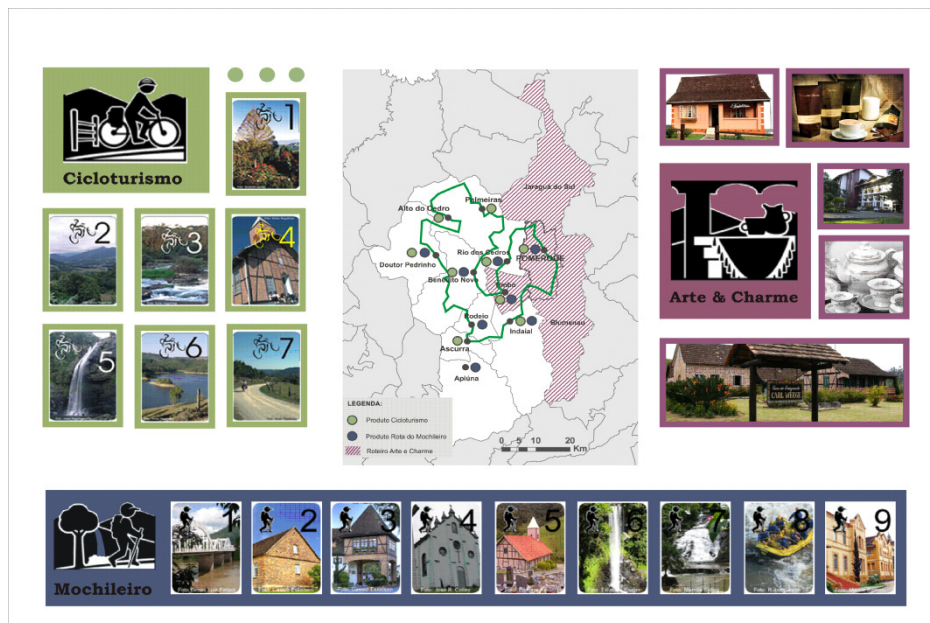 Cicloturismo
1
2
3
4
5
6
7
Jaraguá do Sul
Palmeiras
Alto do Cedro
Rio dos Cedros
POMERODE
Doutor Pedrinho
Benedito Novo
Timbó
Rodeio
Indaial
Blumenau
Ascurra
Apiúna
LEGENDA:
Produto Cicloturismo
Produto Rota do Mochileiro
Roteiro Arte e Charme
0 5 10 20
Km
Arte & Charme
CARL WEEGE
Mochileiro
1
2
3
4
5
6
7
8
9